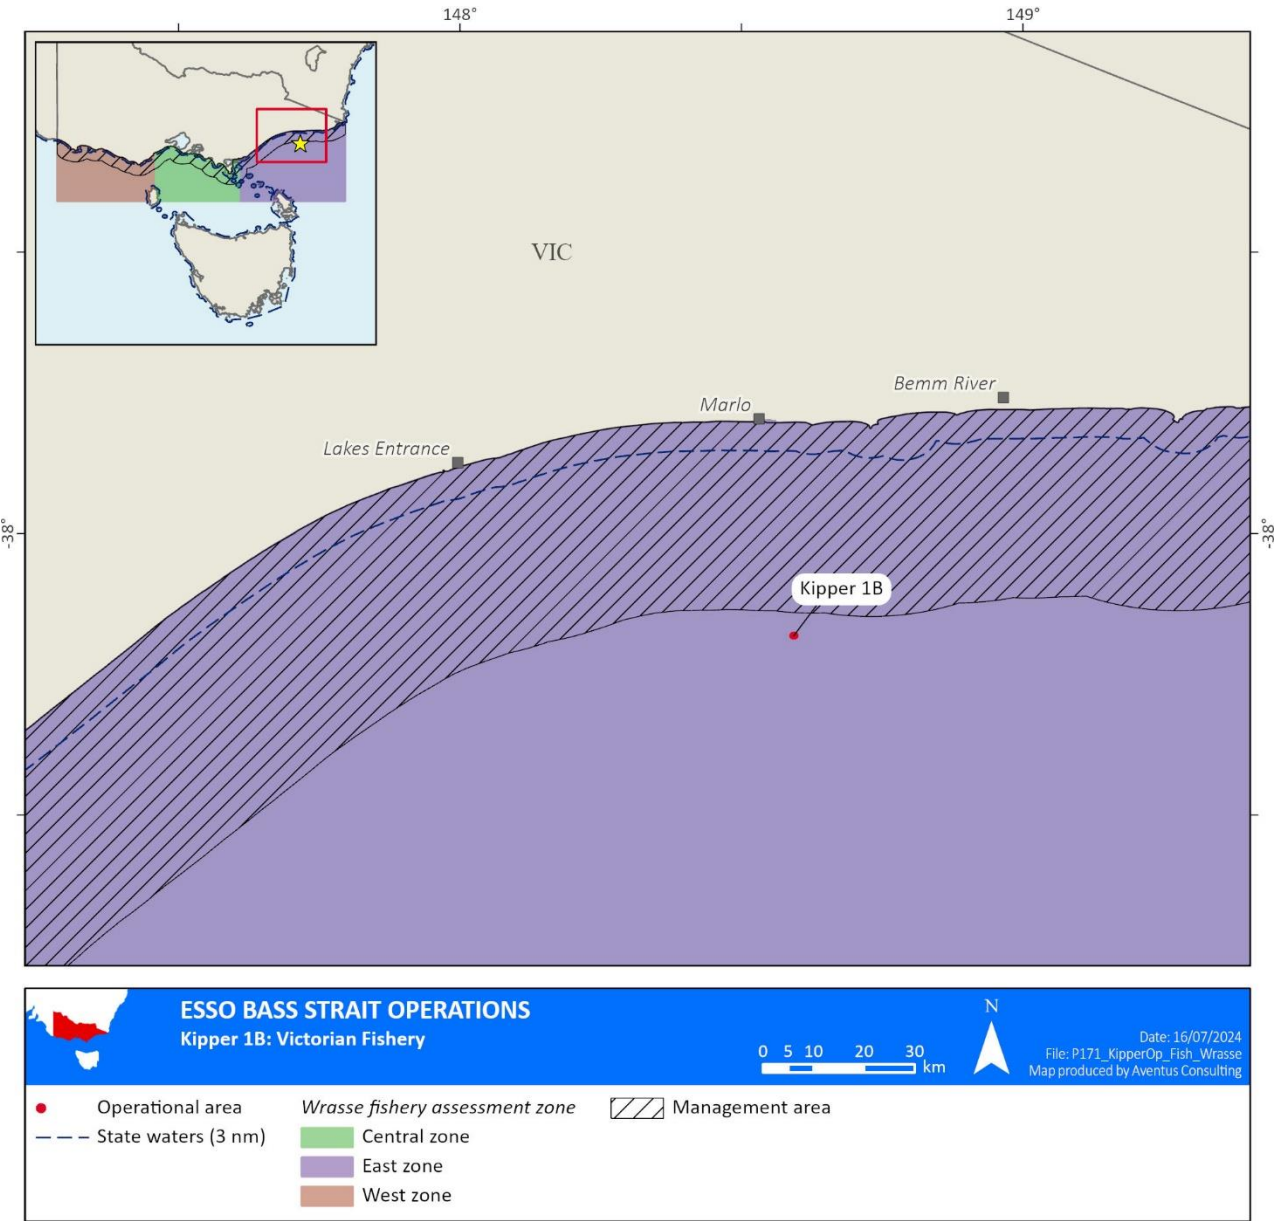 148°
149°
VIC
Bemm River
Marlo
Lakes Entrance
-38°
-38°
Kipper 1B
ESSO BASS STRAIT OPERATIONS
Kipper 1B: Victorian Fishery
0 5 10 20 30
km
N
Date: 16/07/2024
File: P171_KipperOp_Fish_Wrasse
Map produced by Aventus Consulting
Operational area
State waters (3 nm)
Wrasse fishery assessment zone
Central zone
East zone
West zone
Management area